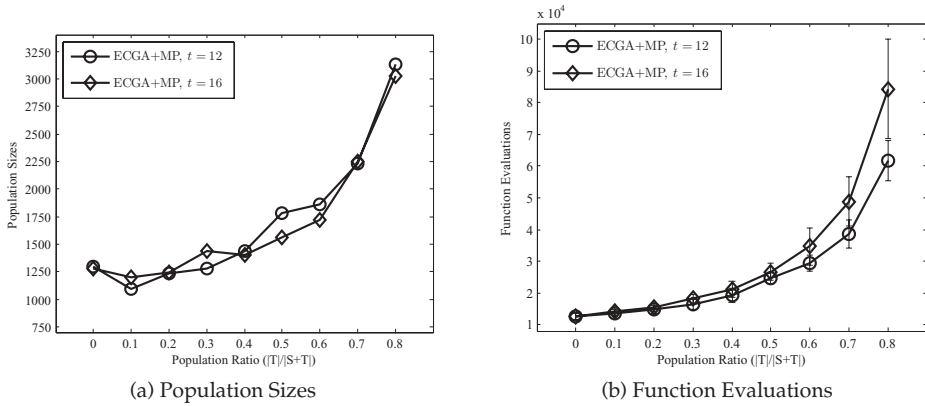 ECGA+MP, t = 12
ECGA+MP, t = 16
3250
3000
2750
2500
2250
2000
1750
1500
1250
1000
750
Population Sizes
0 0.1 0.2 0.3 0.4 0.5 0.6 0.7 0.8
Population Ratio (|T|/|S+T|)
(a) Population Sizes
x 10⁴
ECGA+MP, t = 12
ECGA+MP, t = 16
10
9
8
7
6
5
4
3
2
1
Function Evaluations
0 0.1 0.2 0.3 0.4 0.5 0.6 0.7 0.8
Population Ratio (|T|/|S+T|)
(b) Function Evaluations